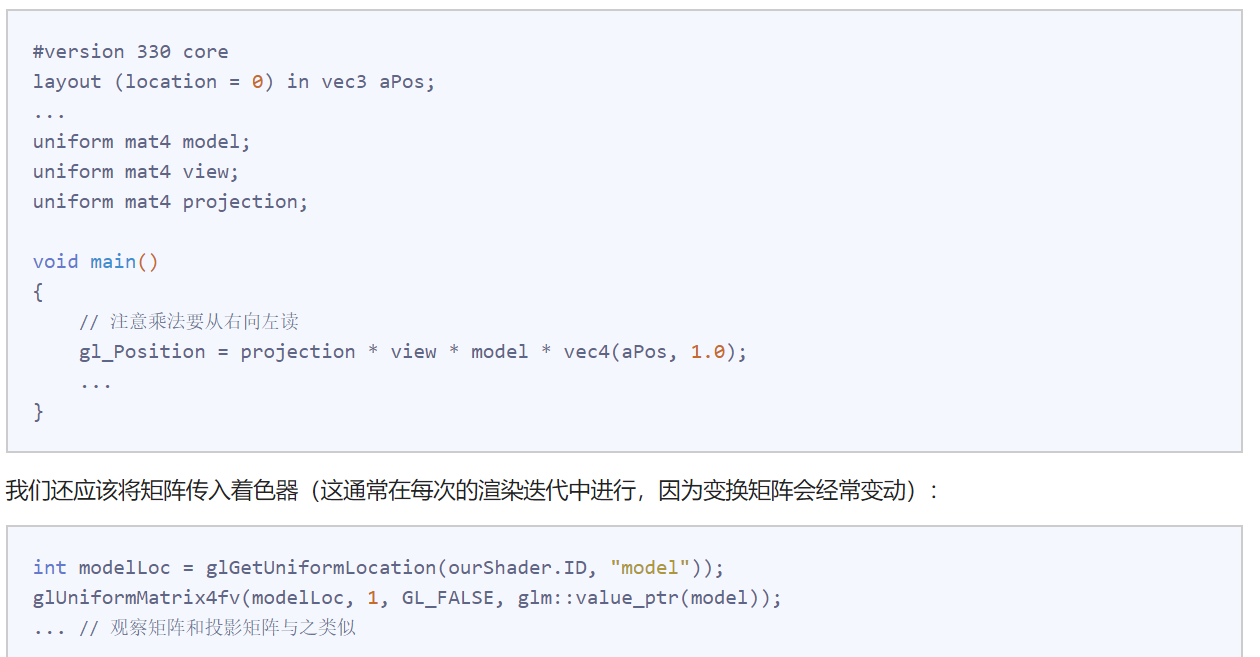 #version 330 core
layout (location = 0) in vec3 aPos;
...
uniform mat4 model;
uniform mat4 view;
uniform mat4 projection;
void main()
{
// 注意乘法要从右向左读
gl_Position = projection * view * model * vec4(aPos, 1.0);
...
}
我们还应该将矩阵传入着色器（这通常在每次的渲染迭代中进行，因为变换矩阵会经常变动）：
int modelLoc = glGetUniformLocation(ourShader.ID, "model"));
glUniformMatrix4fv(modelLoc, 1, GL_FALSE, glm::value_ptr(model));
... // 观察矩阵和投影矩阵与之类似